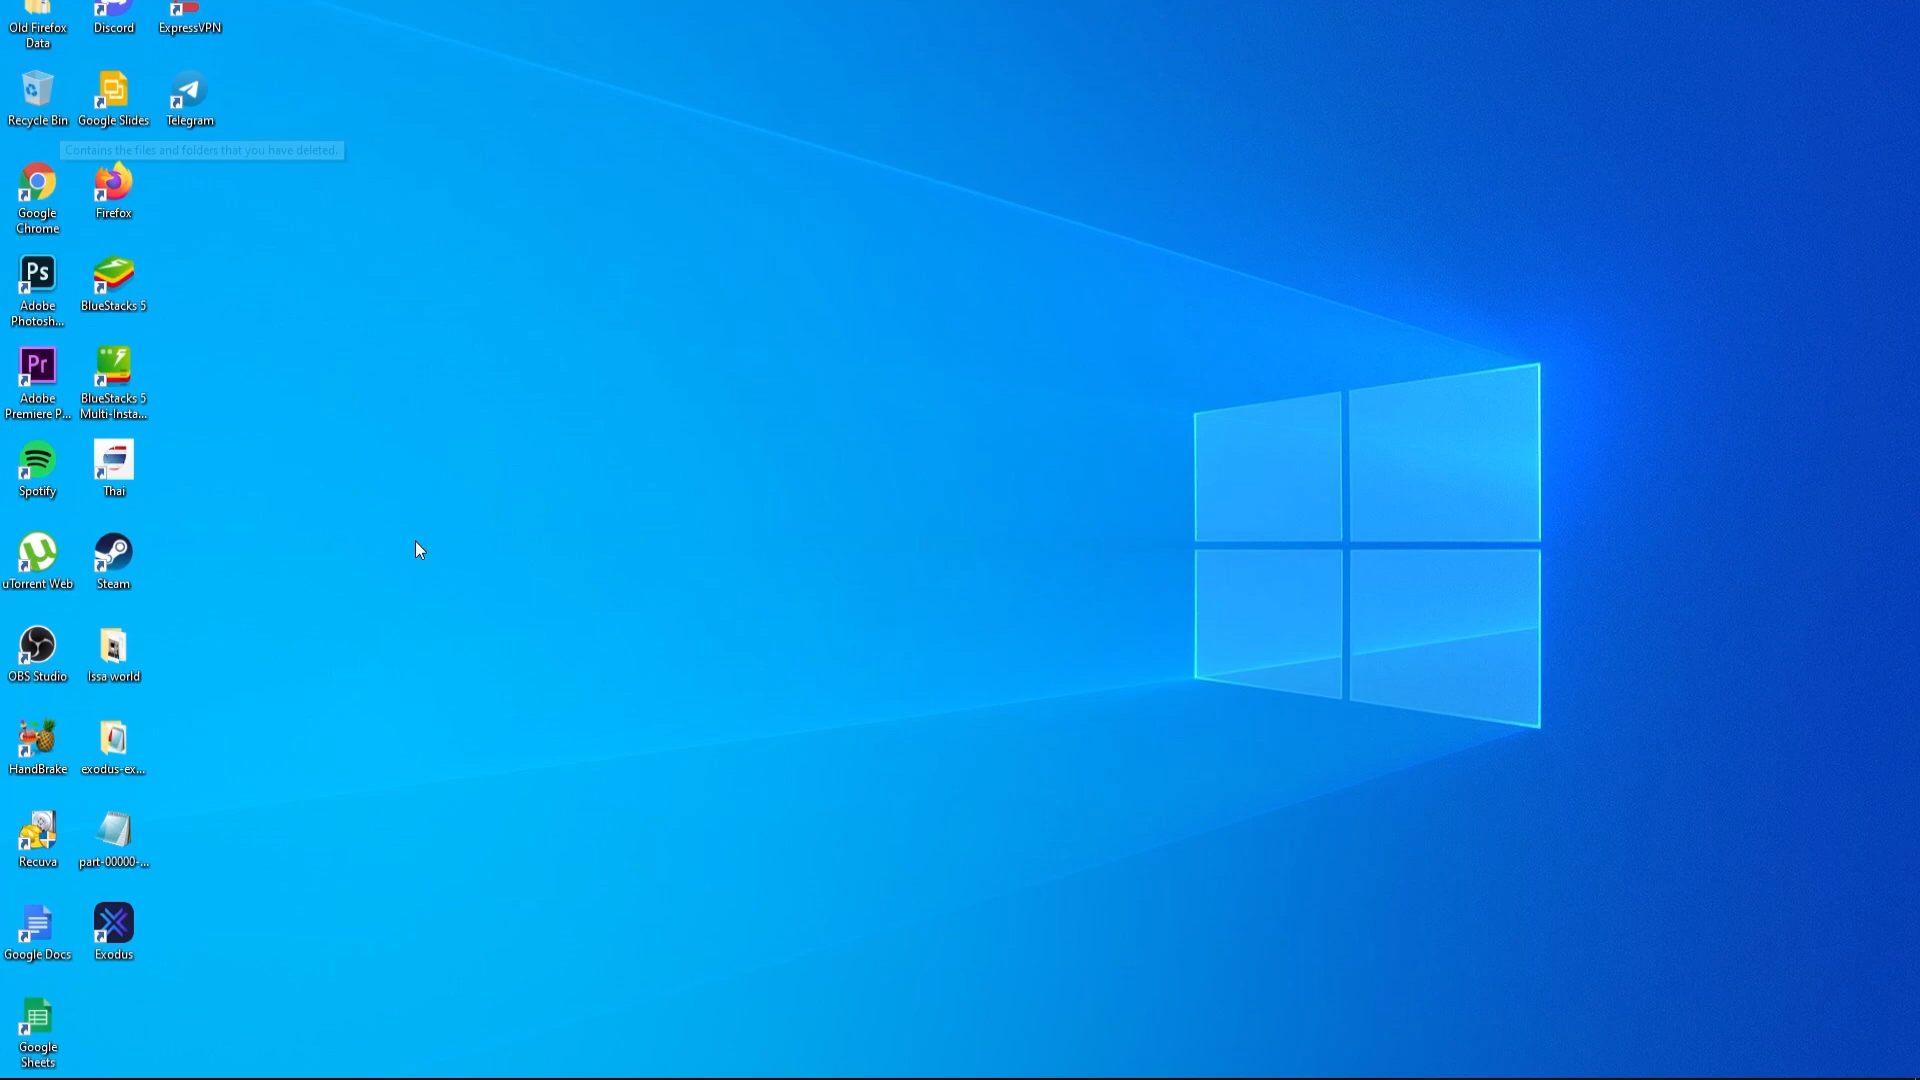 Old Firefox
Data
Discord
ExpressVPN
Recycle Bin
Google Slides
Telegram
Contains the files and folders that you have deleted.
Google
Chrome
Firefox
Ps
Adobe
Photosh...
BlueStacks 5
Pr
Adobe
Premiere P...
BlueStacks 5
Multi-Insta...
Spotify
Thai
uTorrent Web
Steam
OBS Studio
Issa world
HandBrake
exodus-ex...
Recuva
part-00000-...
Google Docs
Exodus
Google
Sheets